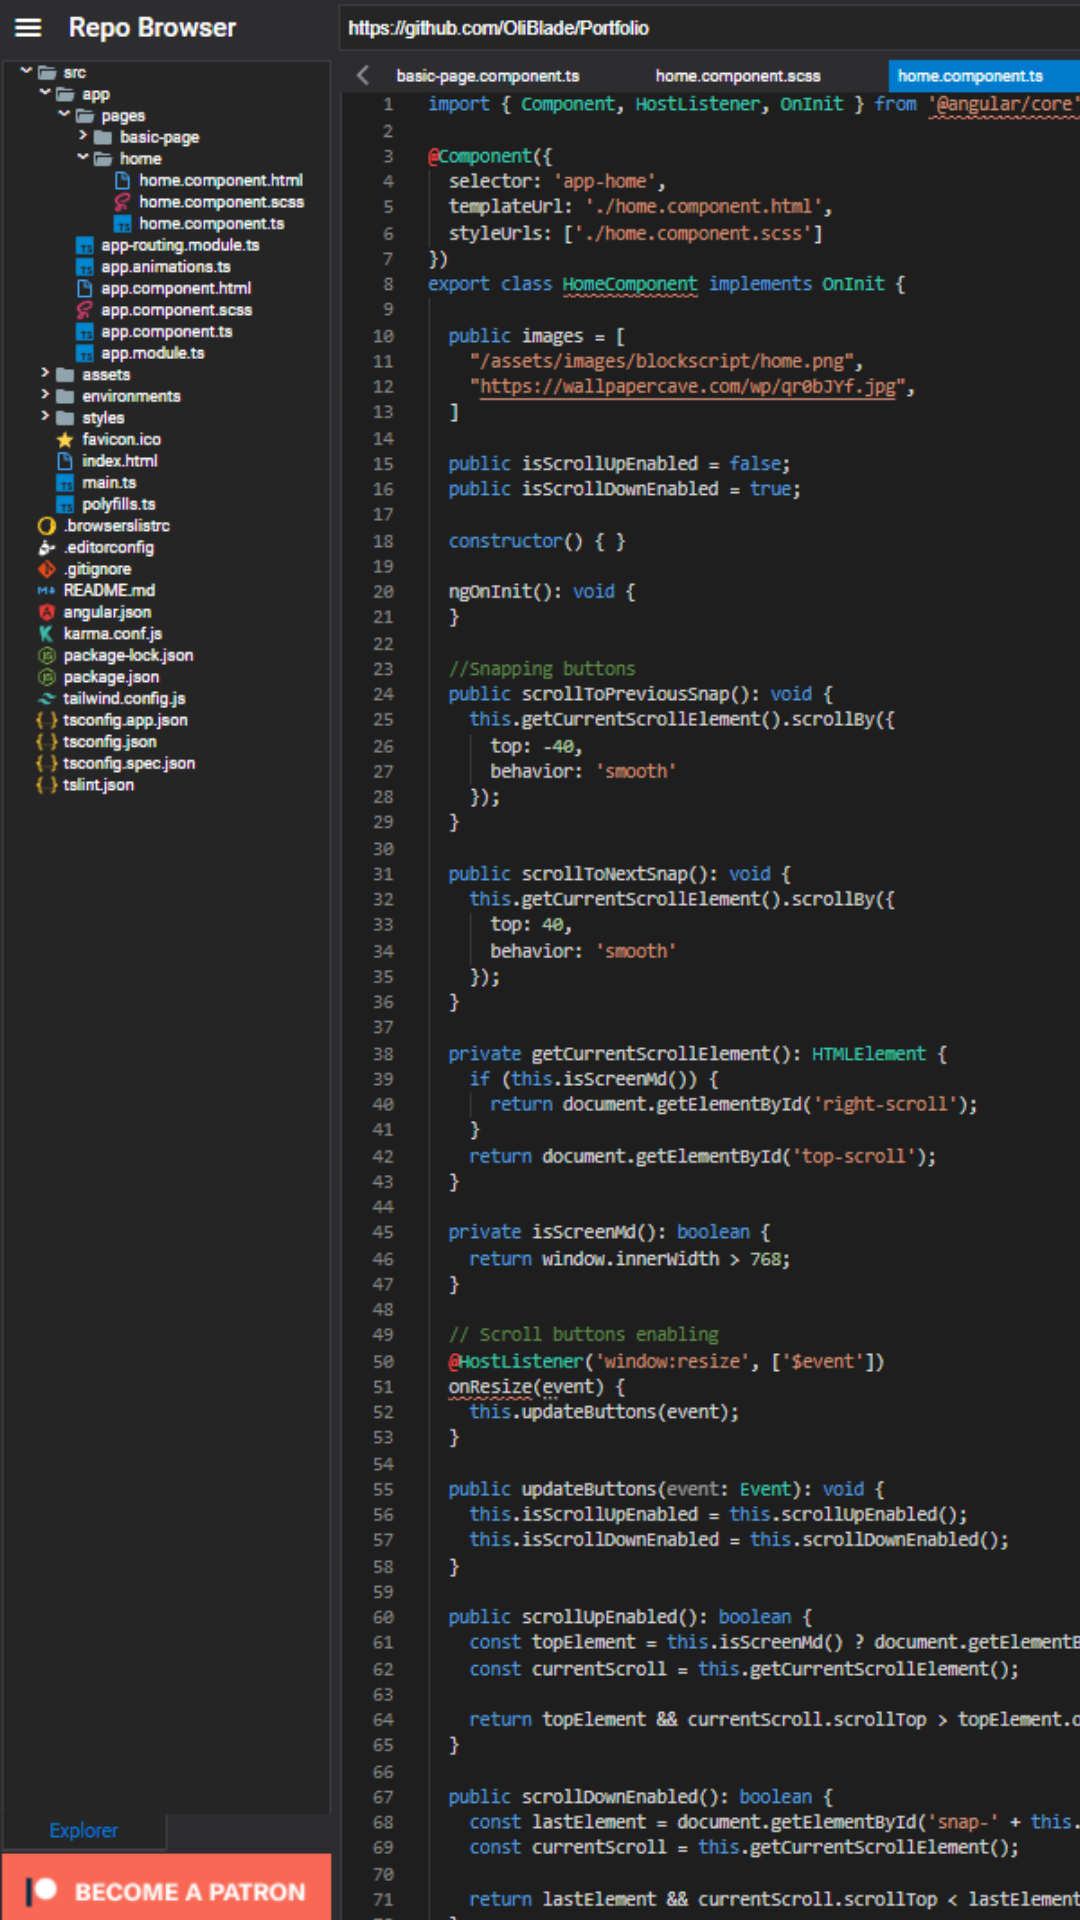 Repo Browser
https://github.com/OliBlade/Portfolio
src
app
pages
basic-page
home
home.component.html
home.component.scss
home.component.ts
app-routing.module.ts
app.animations.ts
app.component.html
app.component.scss
app.component.ts
app.module.ts
assets
environments
styles
favicon.ico
index.html
main.ts
polyfills.ts
.browserslistrc
.editorconfig
.gitignore
README.md
angular.json
karma.conf.js
package-lock.json
package.json
tailwind.config.js
tsconfig.app.json
tsconfig.json
tsconfig.spec.json
tslint.json
Explorer
BECOME A PATRON
basic-page.component.ts home.component.scss home.component.ts
1 import { Component, HostListener, OnInit } from '@angular/core'
2
3 @Component({
4 selector: 'app-home',
5 templateUrl: './home.component.html',
6 styleUrls: ['./home.component.scss']
7 })
8 export class HomeComponent implements OnInit {
9
10 public images = [
11 "/assets/images/blockscript/home.png",
12 "https://wallpapercave.com/wp/qr0bJYf.jpg",
13 ]
14
15 public isScrollUpEnabled = false;
16 public isScrollDownEnabled = true;
17
18 constructor() { }
19
20 ngOnInit(): void {
21 }
22
23 //Snapping buttons
24 public scrollToPreviousSnap(): void {
25 this.getCurrentScrollElement().scrollBy({
26 top: -40,
27 behavior: 'smooth'
28 });
29 }
30
31 public scrollToNextSnap(): void {
32 this.getCurrentScrollElement().scrollBy({
33 top: 40,
34 behavior: 'smooth'
35 });
36 }
37
38 private getCurrentScrollElement(): HTMLElement {
39 if (this.isScreenMd()) {
40 return document.getElementById('right-scroll');
41 }
42 return document.getElementById('top-scroll');
43 }
44
45 private isScreenMd(): boolean {
46 return window.innerWidth > 768;
47 }
48
49 // Scroll buttons enabling
50 @HostListener('window:resize', ['$event'])
51 onResize(event) {
52 this.updateButtons(event);
53 }
54
55 public updateButtons(event: Event): void {
56 this.isScrollUpEnabled = this.scrollUpEnabled();
57 this.isScrollDownEnabled = this.scrollDownEnabled();
58 }
59
60 public scrollUpEnabled(): boolean {
61 const topElement = this.isScreenMd() ? document.getElementB
62 const currentScroll = this.getCurrentScrollElement();
63
64 return topElement && currentScroll.scrollTop > topElement.o
65 }
66
67 public scrollDownEnabled(): boolean {
68 const lastElement = document.getElementById('snap-' + this.
69 const currentScroll = this.getCurrentScrollElement();
70
71 return lastElement && currentScroll.scrollTop < lastElement